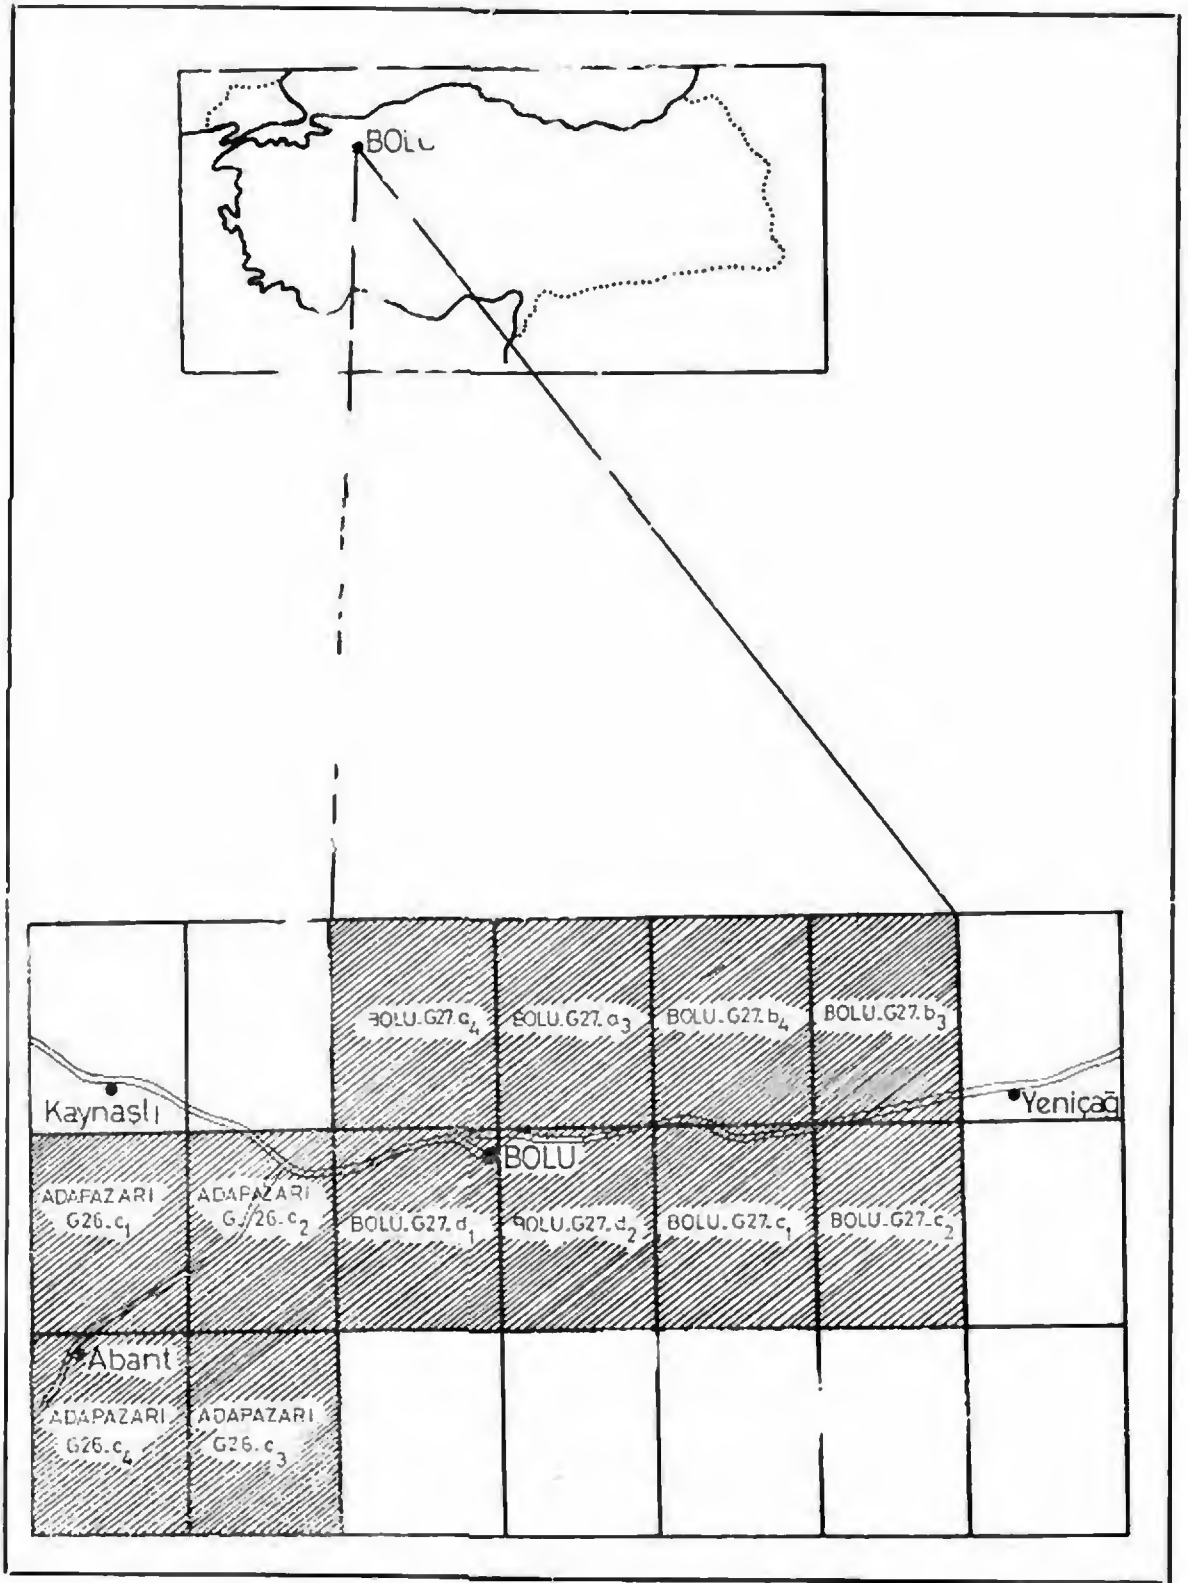 BOLU
BOLU-G27-a4
BOLU-G27-a3
BOLU-G27-b4
BOLU-G27-b3
Kaynaşlı
Yeniçağ
BOLU
ADAPAZARI
G26-c1
ADAPAZARI
G26-c2
BOLU-G27-d1
BOLU-G27-d2
BOLU-G27-c1
BOLU-G27-c2
Abant
ADAPAZARI
G26-c4
ADAPAZARI
G26-c3